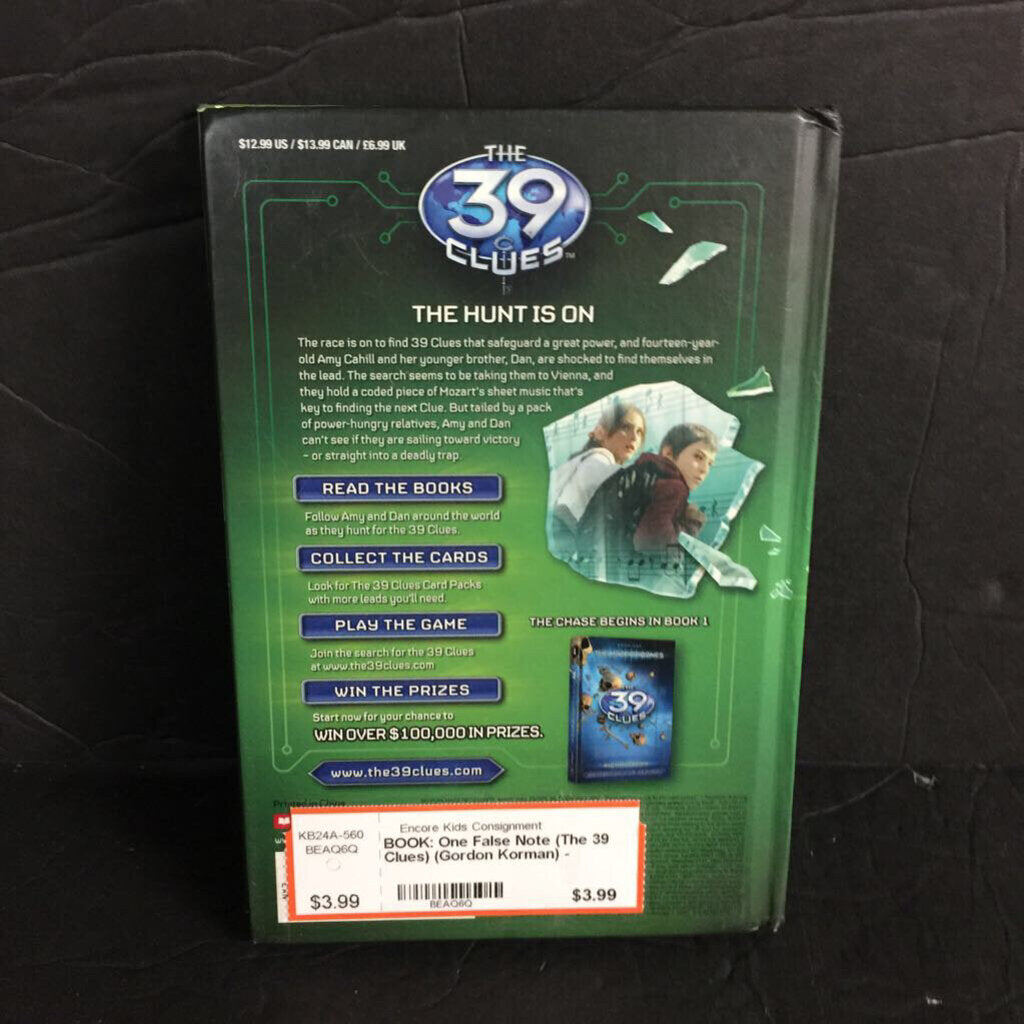 $12.99 US / $13.99 CAN / £6.99 UK
THE
39
CLUES™
THE HUNT IS ON
The race is on to find 39 Clues that safeguard a great power, and fourteen-year-
old Amy Cahill and her younger brother, Dan, are shocked to find themselves in
the lead. The search seems to be taking them to Vienna, and
they hold a coded piece of Mozart's sheet music that's
key to finding the next Clue. But tailed by a pack
of power-hungry relatives, Amy and Dan
can't see if they are sailing toward victory
– or straight into a deadly trap.
READ THE BOOKS
Follow Amy and Dan around the world
as they hunt for the 39 Clues.
COLLECT THE CARDS
Look for The 39 Clues Card Packs
with more leads you'll need.
PLAY THE GAME
Join the search for the 39 Clues
at www.the39clues.com
WIN THE PRIZES
Start now for your chance to
WIN OVER $100,000 IN PRIZES.
www.the39clues.com
THE CHASE BEGINS IN BOOK 1
THE
39
CLUES
Printed in China
KB24A-560
BEAQ6Q
$3.99
Encore Kids Consignment
BOOK: One False Note (The 39
Clues) (Gordon Korman) -
BEAQ6Q
$3.99